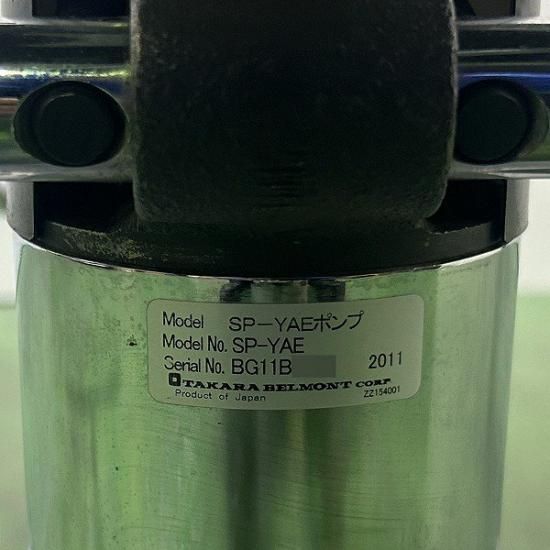 Model SP-YAEポンプ
Model No. SP-YAE
Serial No. BG11B 2011
TAKARA BELMONT CORP
Product of Japan ZZ154001